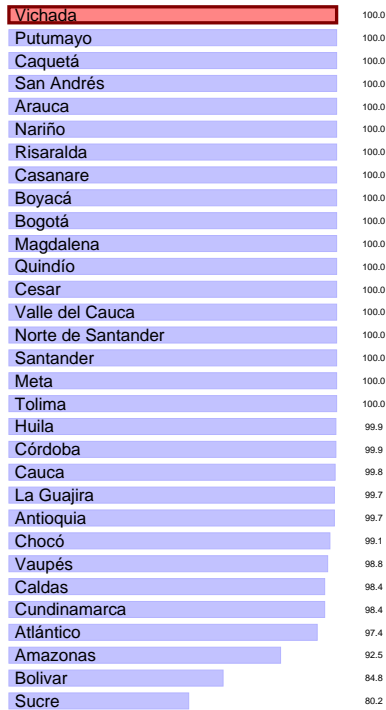 Vichada 100.0
Putumayo 100.0
Caquetá 100.0
San Andrés 100.0
Arauca 100.0
Nariño 100.0
Risaralda 100.0
Casanare 100.0
Boyacá 100.0
Bogotá 100.0
Magdalena 100.0
Quindío 100.0
Cesar 100.0
Valle del Cauca 100.0
Norte de Santander 100.0
Santander 100.0
Meta 100.0
Tolima 100.0
Huila 99.9
Córdoba 99.9
Cauca 99.8
La Guajira 99.7
Antioquia 99.7
Chocó 99.1
Vaupés 98.8
Caldas 98.4
Cundinamarca 98.4
Atlántico 97.4
Amazonas 92.5
Bolivar 84.8
Sucre 80.2